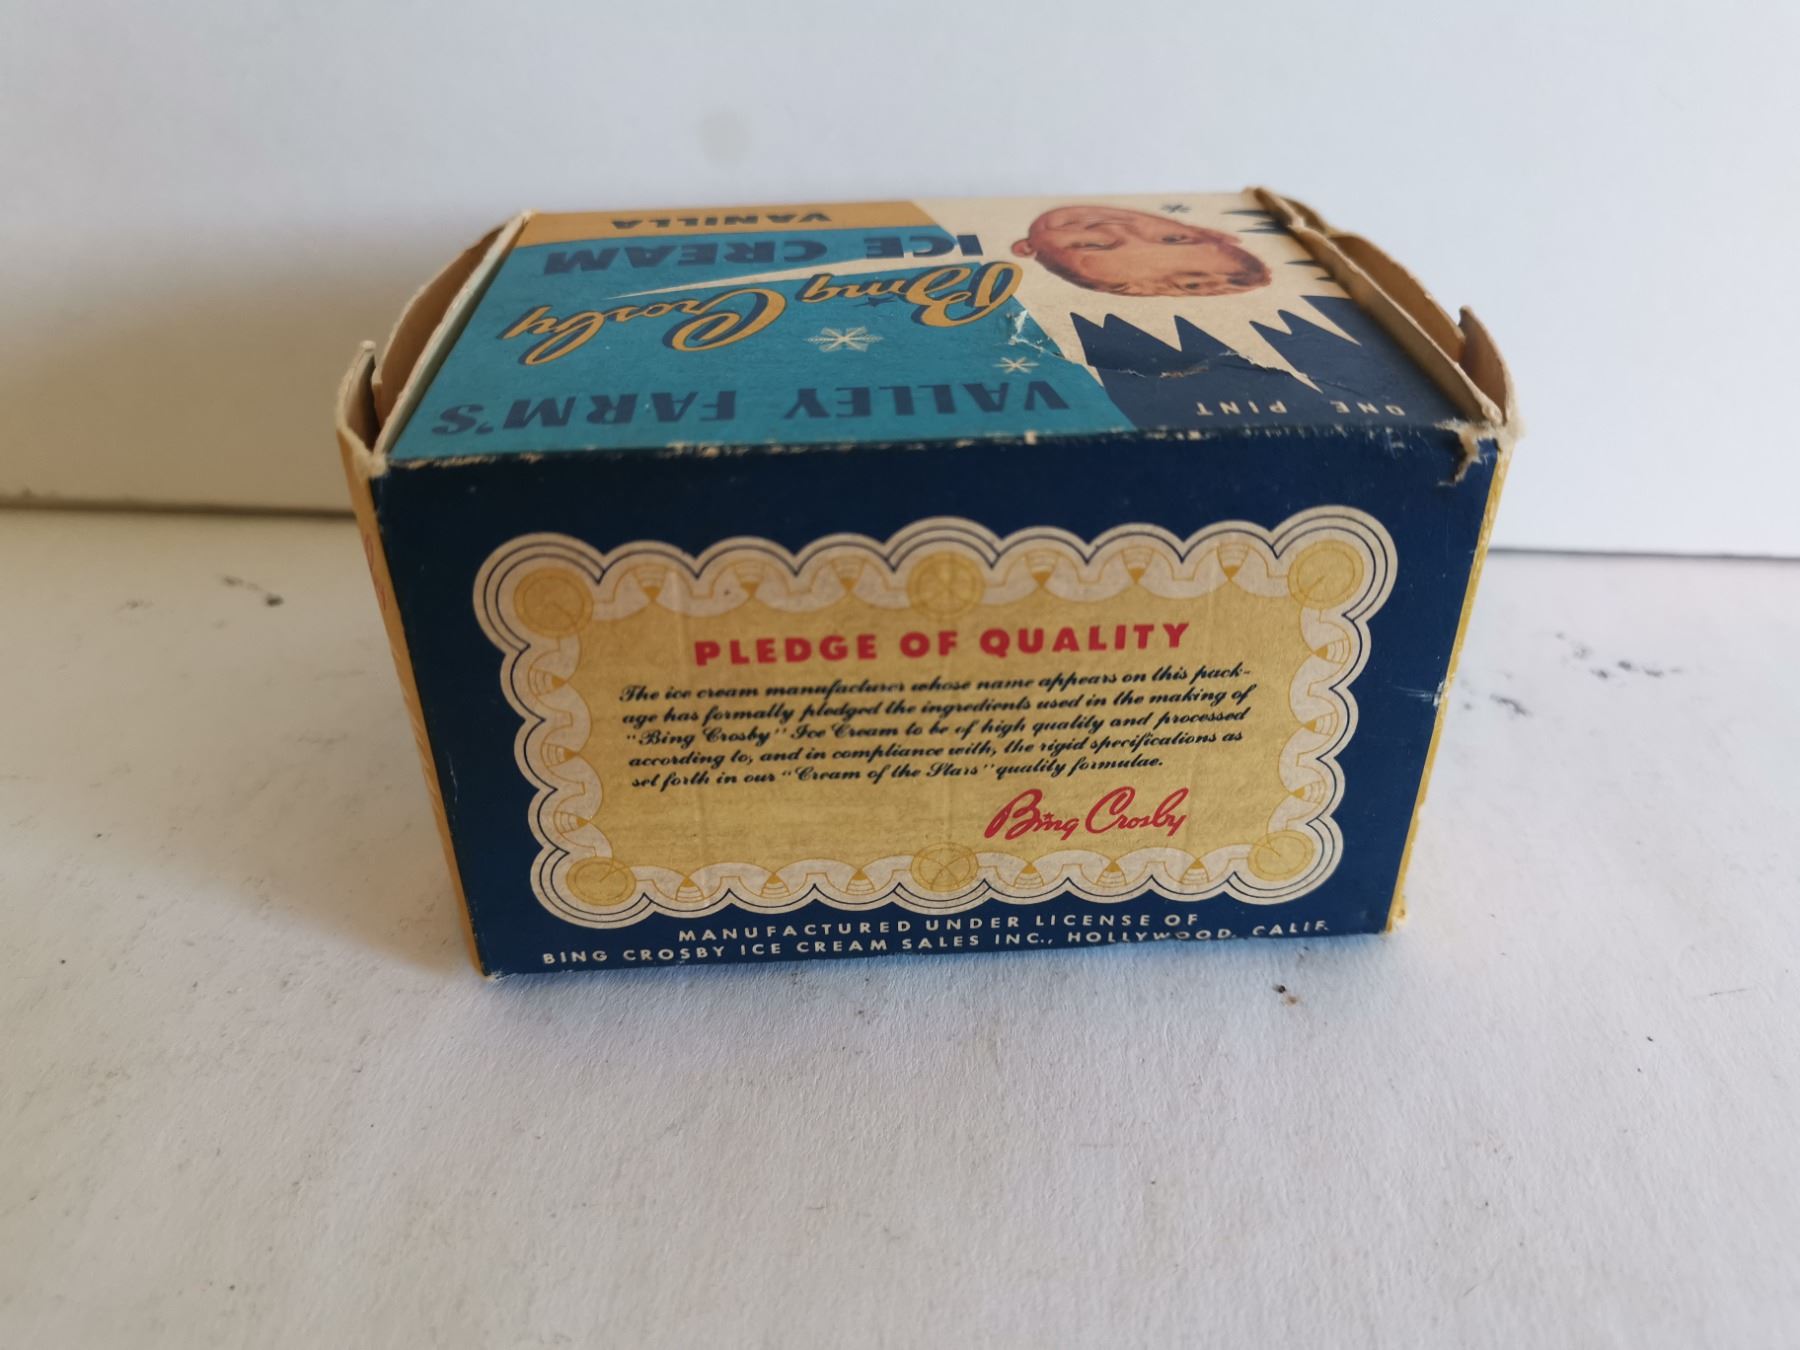 VALLEY FARM'S
Bing Crosby
ICE CREAM
VANILLA
ONE PINT
PLEDGE OF QUALITY
The ice cream manufacturer whose name appears on this pack-
age has formally pledged the ingredients used in the making of
"Bing Crosby" Ice Cream to be of high quality and processed
according to, and in compliance with, the rigid specifications as
set forth in our "Cream of the Stars" quality formulae.
Bing Crosby
MANUFACTURED UNDER LICENSE OF
BING CROSBY ICE CREAM SALES INC., HOLLYWOOD, CALIF.